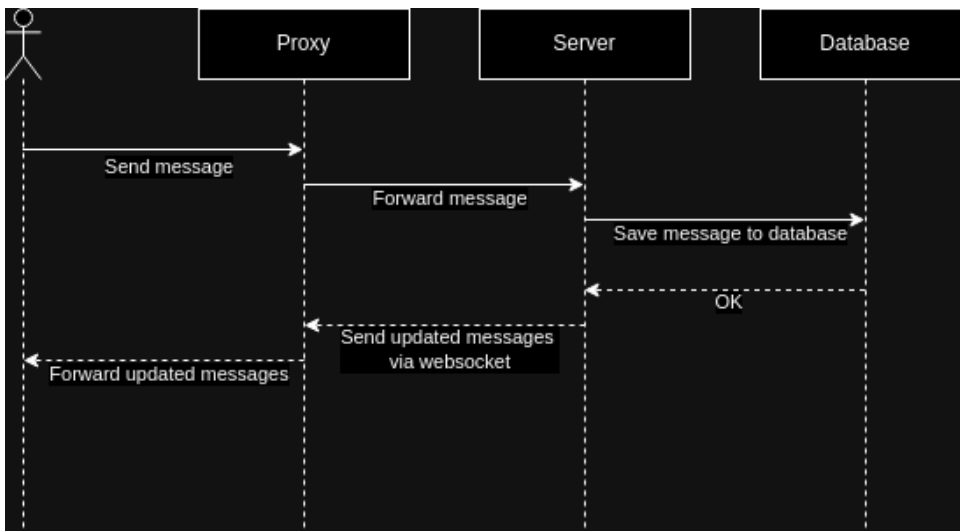 Proxy
Server
Database
Send message
Forward message
Save message to database
OK
Send updated messages
via websocket
Forward updated messages